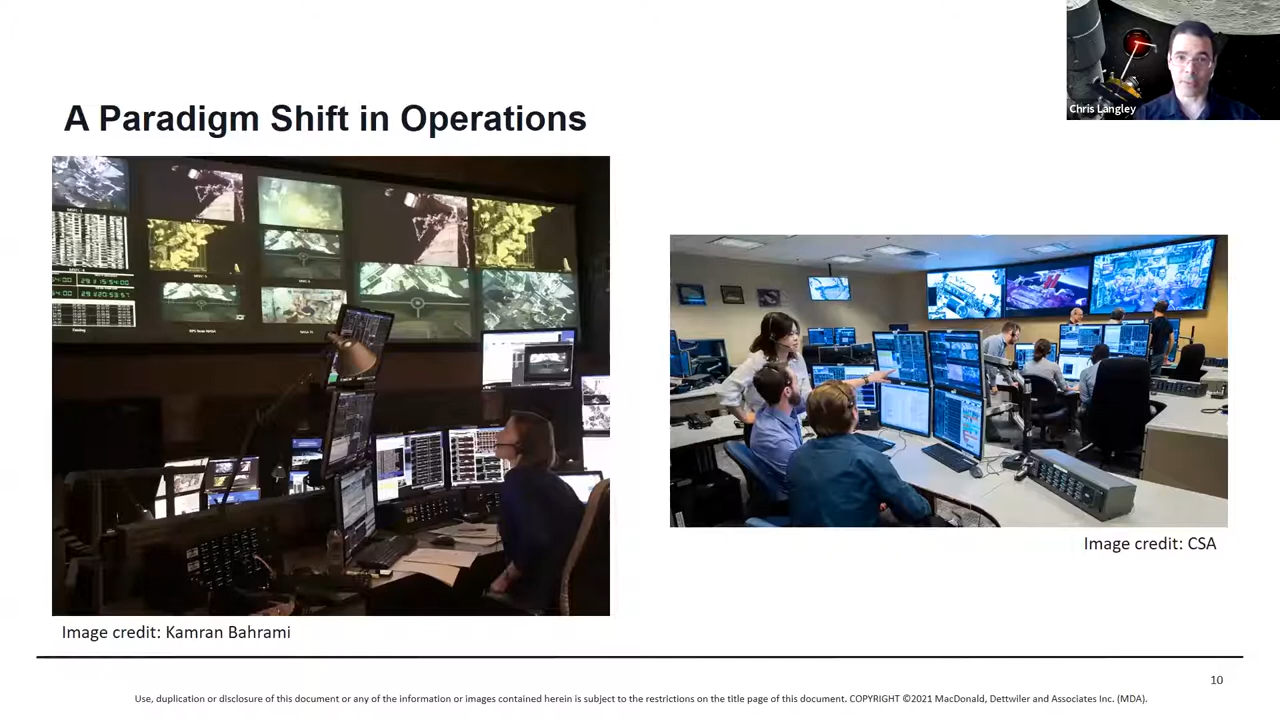 Chris Langley
A Paradigm Shift in Operations
Image credit: CSA
Image credit: Kamran Bahrami
10
Use, duplication or disclosure of this document or any of the information or images contained herein is subject to the restrictions on the title page of this document. COPYRIGHT ©2021 MacDonald, Dettwiler and Associates Inc. (MDA).